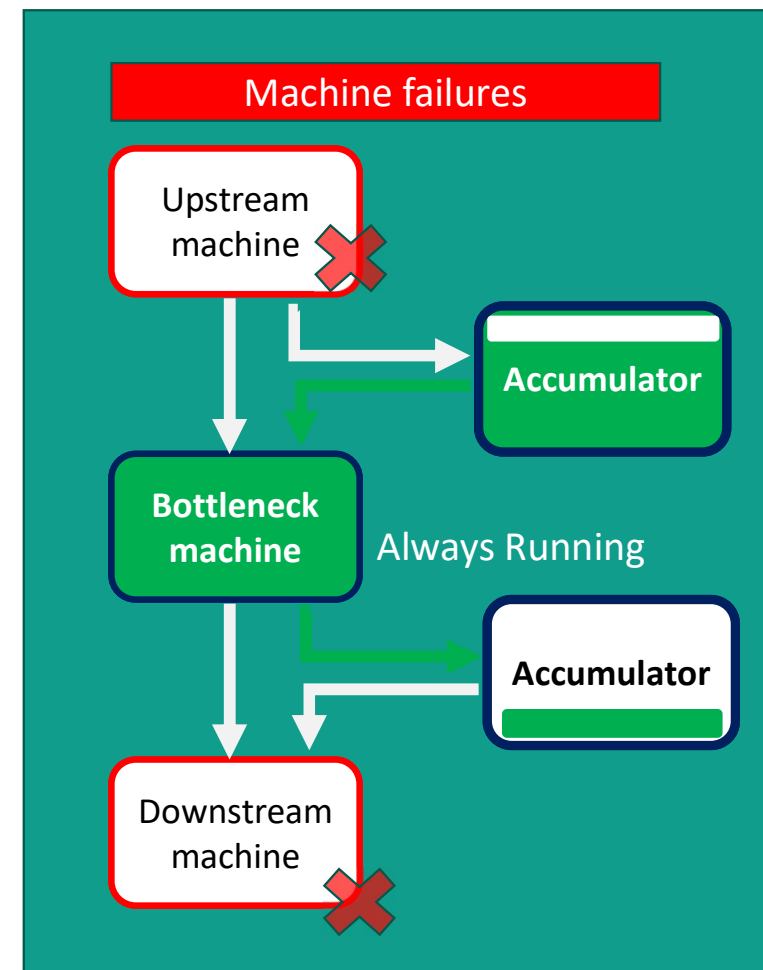 Machine failures
Upstream
machine
Accumulator
Bottleneck
machine
Always Running
Accumulator
Downstream
machine